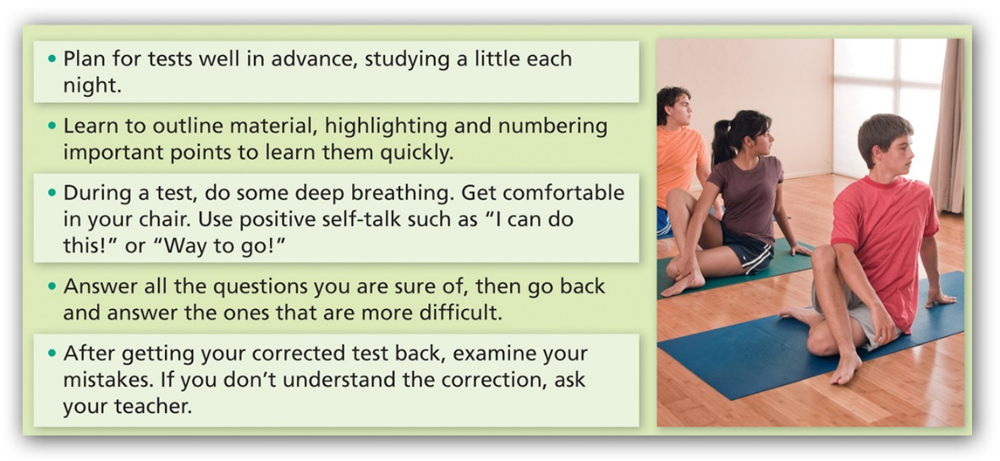 • Plan for tests well in advance, studying a little each
night.
• Learn to outline material, highlighting and numbering
important points to learn them quickly.
• During a test, do some deep breathing. Get comfortable
in your chair. Use positive self-talk such as “I can do
this!” or “Way to go!”
• Answer all the questions you are sure of, then go back
and answer the ones that are more difficult.
• After getting your corrected test back, examine your
mistakes. If you don’t understand the correction, ask
your teacher.